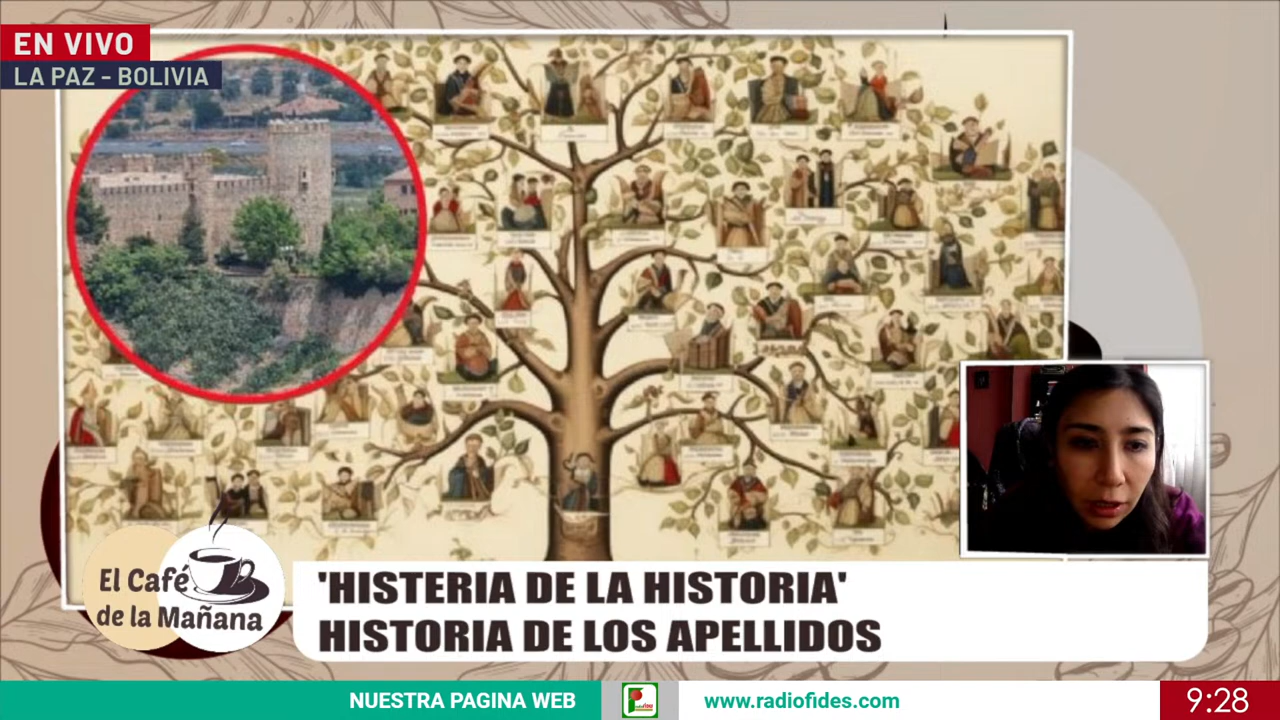 EN VIVO
LA PAZ - BOLIVIA
El Café
de la Mañana
'HISTERIA DE LA HISTORIA'
HISTORIA DE LOS APELLIDOS
NUESTRA PAGINA WEB
www.radiofides.com
9:28